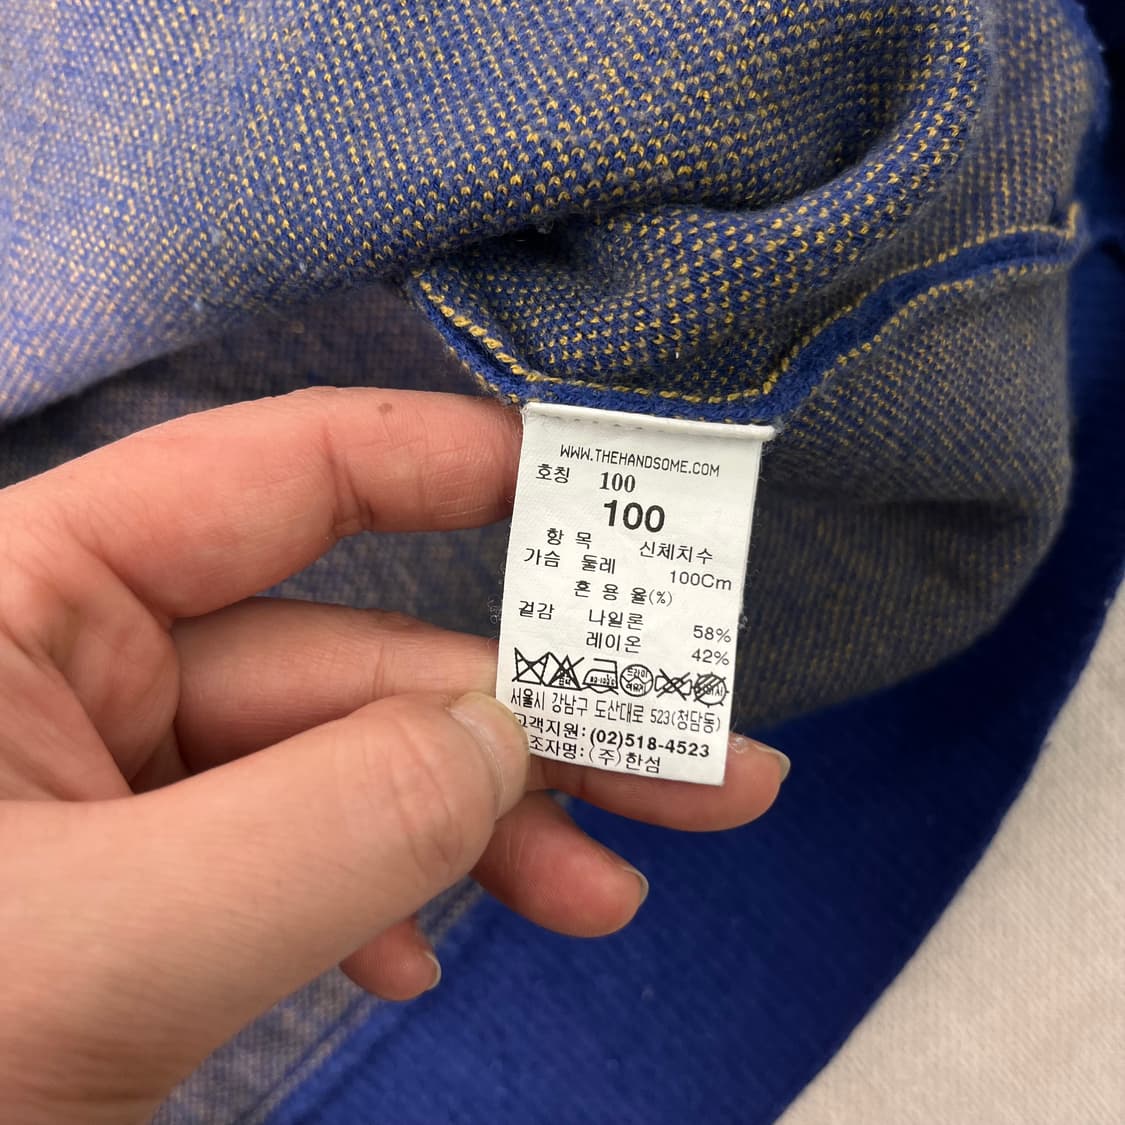 WWW.THEHANDSOME.COM
호칭 100
100
항 목 신체치수
가슴 둘레 100Cm
혼 용 율(%)
겉감 나일론 58%
레이온 42%
드라이
서울시 강남구 도산대로 523(청담동)
고객지원:(02)518-4523
조자명:(주)한섬